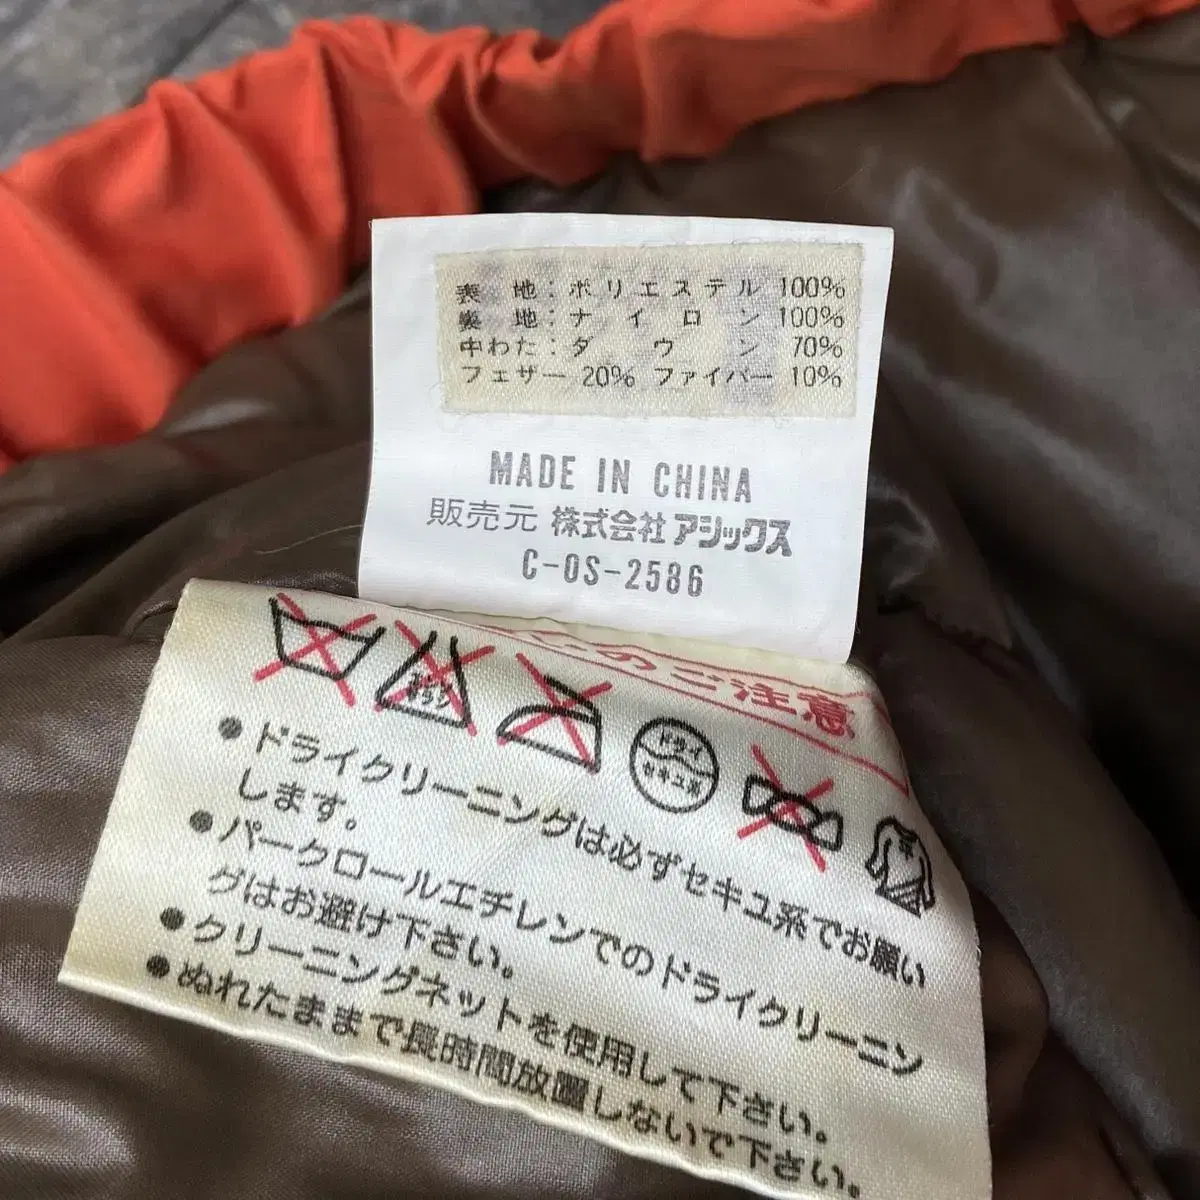 表地：ポリエステル 100%
裏地：ナイロン 100%
中わた：ダウン 70%
フェザー 20% ファイバー 10%
MADE IN CHINA
販売元 株式会社アシックス
C-OS-2586
のご注意
ドライ
セキユ系
●ドライクリーニングは必ずセキユ系でお願い
します。
●パークロールエチレンでのドライクリーニン
グはお避け下さい。
●クリーニングネットを使用して下さい。
●ぬれたままで長時間放置しないで下さい。